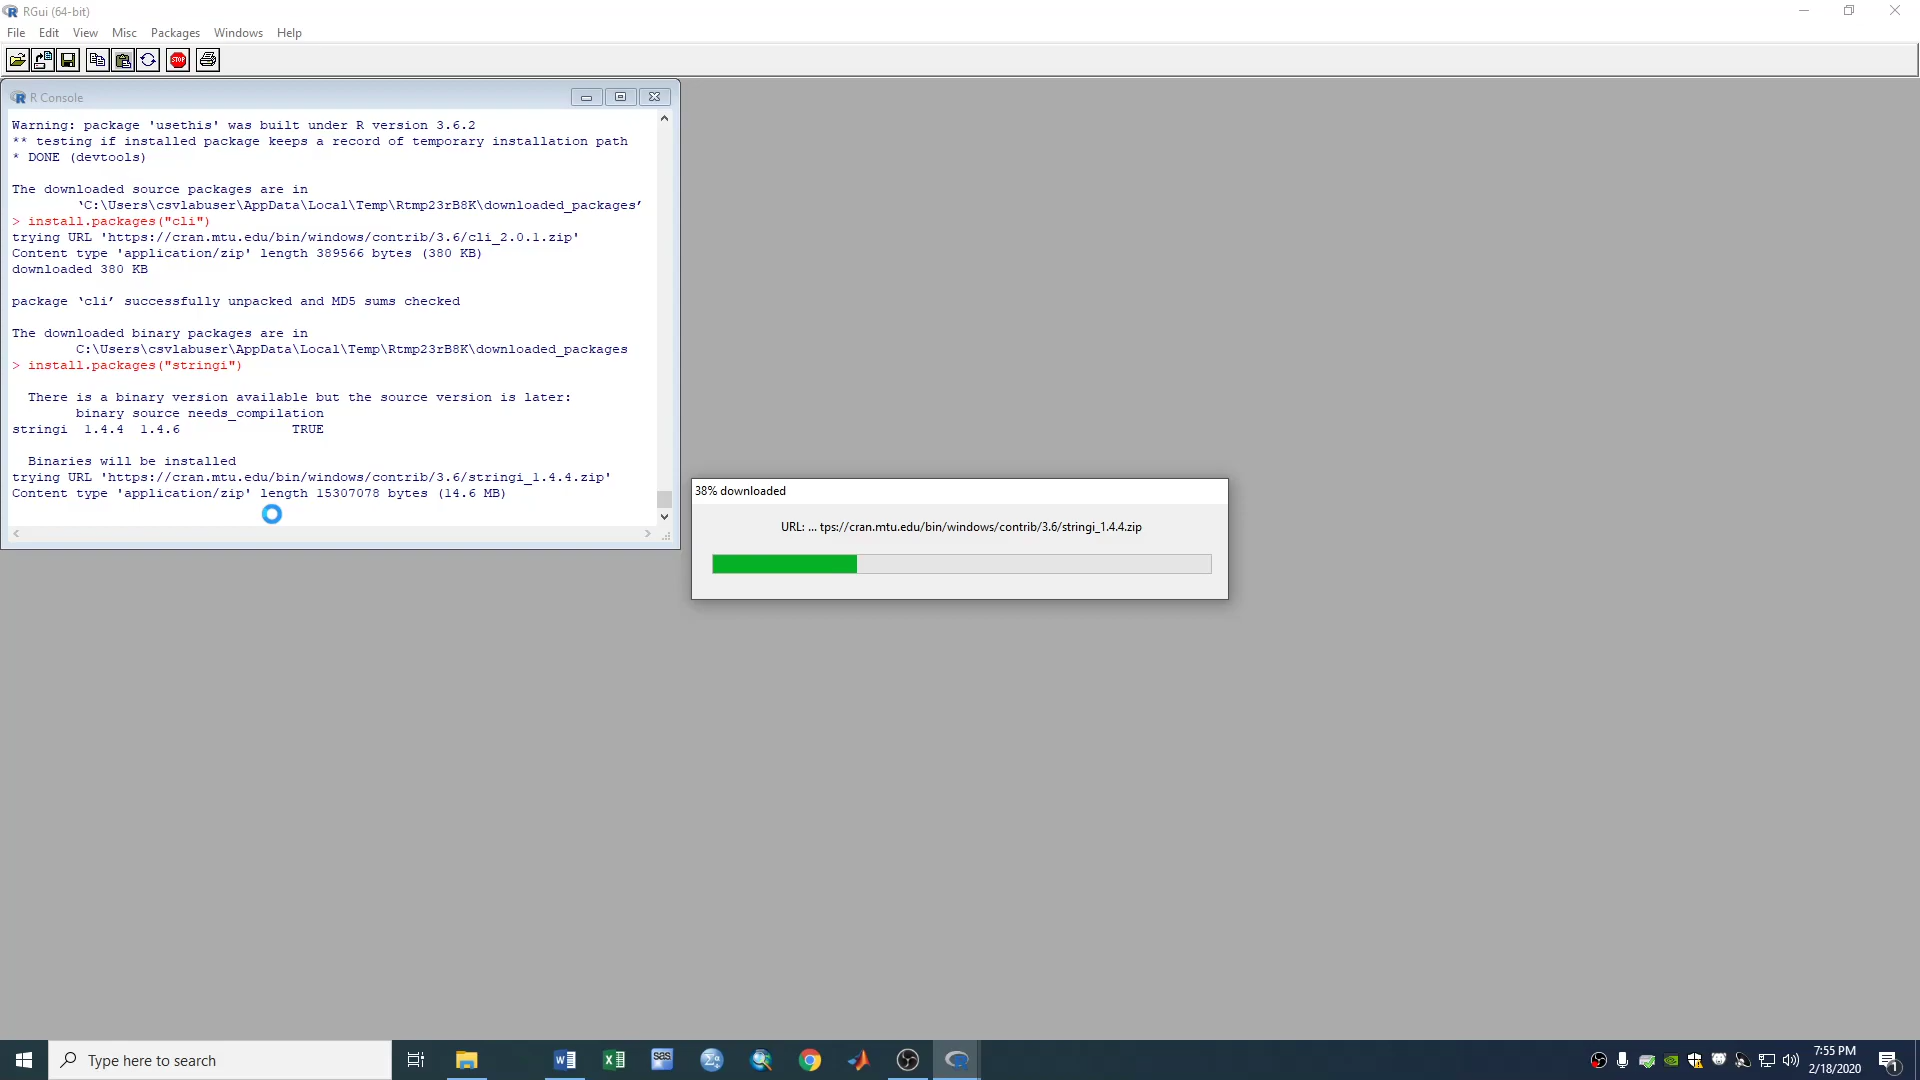 RGui (64-bit)
File Edit View Misc Packages Windows Help
STOP
R Console
Warning: package 'usethis' was built under R version 3.6.2
** testing if installed package keeps a record of temporary installation path
* DONE (devtools)
The downloaded source packages are in
‘C:\Users\csvlabuser\AppData\Local\Temp\Rtmp23rB8K\downloaded_packages’
> install.packages("cli")
trying URL 'https://cran.mtu.edu/bin/windows/contrib/3.6/cli_2.0.1.zip'
Content type 'application/zip' length 389566 bytes (380 KB)
downloaded 380 KB
package ‘cli’ successfully unpacked and MD5 sums checked
The downloaded binary packages are in
C:\Users\csvlabuser\AppData\Local\Temp\Rtmp23rB8K\downloaded_packages
> install.packages("stringi")
There is a binary version available but the source version is later:
binary source needs_compilation
stringi 1.4.4 1.4.6 TRUE
Binaries will be installed
trying URL 'https://cran.mtu.edu/bin/windows/contrib/3.6/stringi_1.4.4.zip'
Content type 'application/zip' length 15307078 bytes (14.6 MB)
38% downloaded
URL: ... tps://cran.mtu.edu/bin/windows/contrib/3.6/stringi_1.4.4.zip
Type here to search
7:55 PM
2/18/2020
1